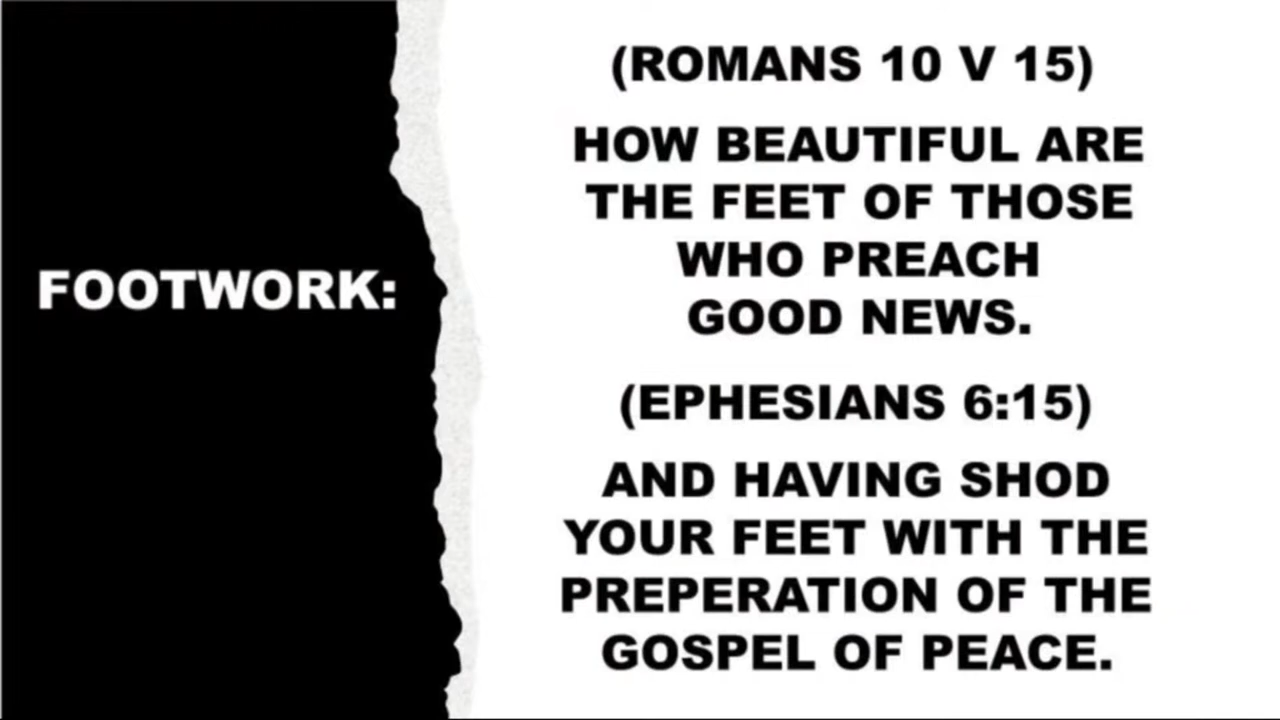 FOOTWORK:
(ROMANS 10 V 15)
HOW BEAUTIFUL ARE
THE FEET OF THOSE
WHO PREACH
GOOD NEWS.
(EPHESIANS 6:15)
AND HAVING SHOD
YOUR FEET WITH THE
PREPERATION OF THE
GOSPEL OF PEACE.